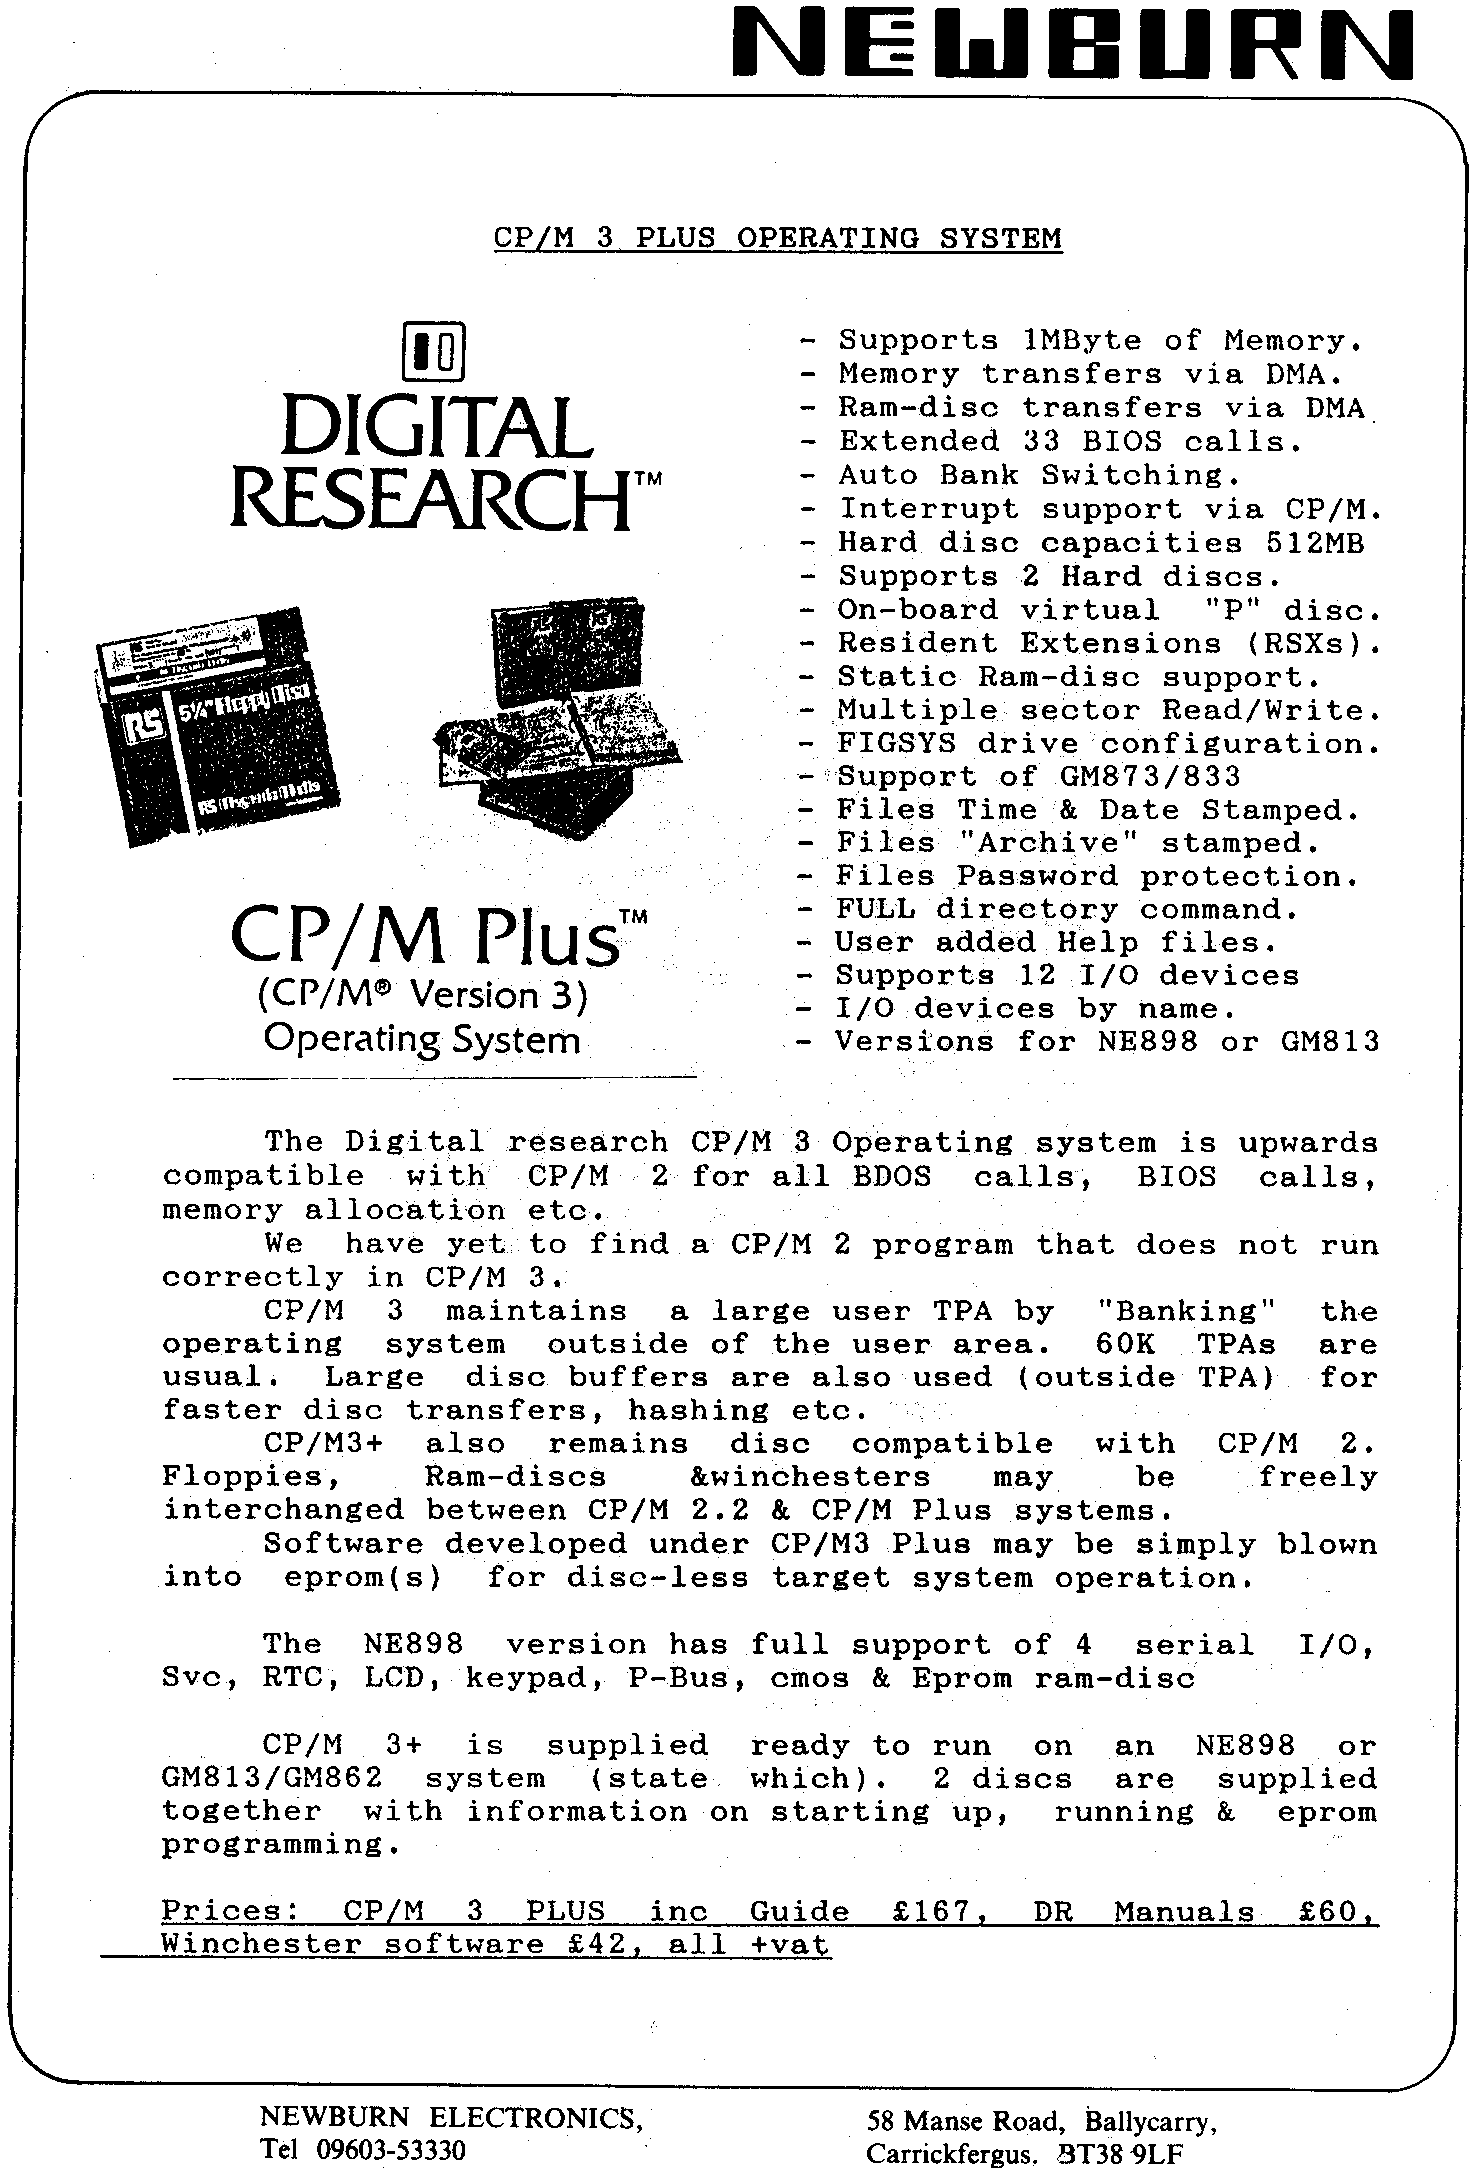 NEWBURN
CP/M 3 PLUS OPERATING SYSTEM
DIGITAL
RESEARCH™
RS
5¼" Floppy Disc
CP/M Plus™
(CP/M® Version 3)
Operating System
- Supports 1MByte of Memory.
- Memory transfers via DMA.
- Ram-disc transfers via DMA.
- Extended 33 BIOS calls.
- Auto Bank Switching.
- Interrupt support via CP/M.
- Hard disc capacities 512MB
- Supports 2 Hard discs.
- On-board virtual "P" disc.
- Resident Extensions (RSXs).
- Static Ram-disc support.
- Multiple sector Read/Write.
- FIGSYS drive configuration.
- Support of GM873/833
- Files Time & Date Stamped.
- Files "Archive" stamped.
- Files Password protection.
- FULL directory command.
- User added Help files.
- Supports 12 I/O devices
- I/O devices by name.
- Versions for NE898 or GM813
The Digital research CP/M 3 Operating system is upwards
compatible with CP/M 2 for all BDOS calls, BIOS calls,
memory allocation etc.
We have yet to find a CP/M 2 program that does not run
correctly in CP/M 3.
CP/M 3 maintains a large user TPA by "Banking" the
operating system outside of the user area. 60K TPAs are
usual. Large disc buffers are also used (outside TPA) for
faster disc transfers, hashing etc.
CP/M3+ also remains disc compatible with CP/M 2.
Floppies, Ram-discs &winchesters may be freely
interchanged between CP/M 2.2 & CP/M Plus systems.
Software developed under CP/M3 Plus may be simply blown
into eprom(s) for disc-less target system operation.
The NE898 version has full support of 4 serial I/O,
Svc, RTC, LCD, keypad, P-Bus, cmos & Eprom ram-disc
CP/M 3+ is supplied ready to run on an NE898 or
GM813/GM862 system (state which). 2 discs are supplied
together with information on starting up, running & eprom
programming.
Prices: CP/M 3 PLUS inc Guide £167, DR Manuals £60,
Winchester software £42, all +vat
NEWBURN ELECTRONICS,
Tel 09603-53330
58 Manse Road, Ballycarry,
Carrickfergus. BT38 9LF